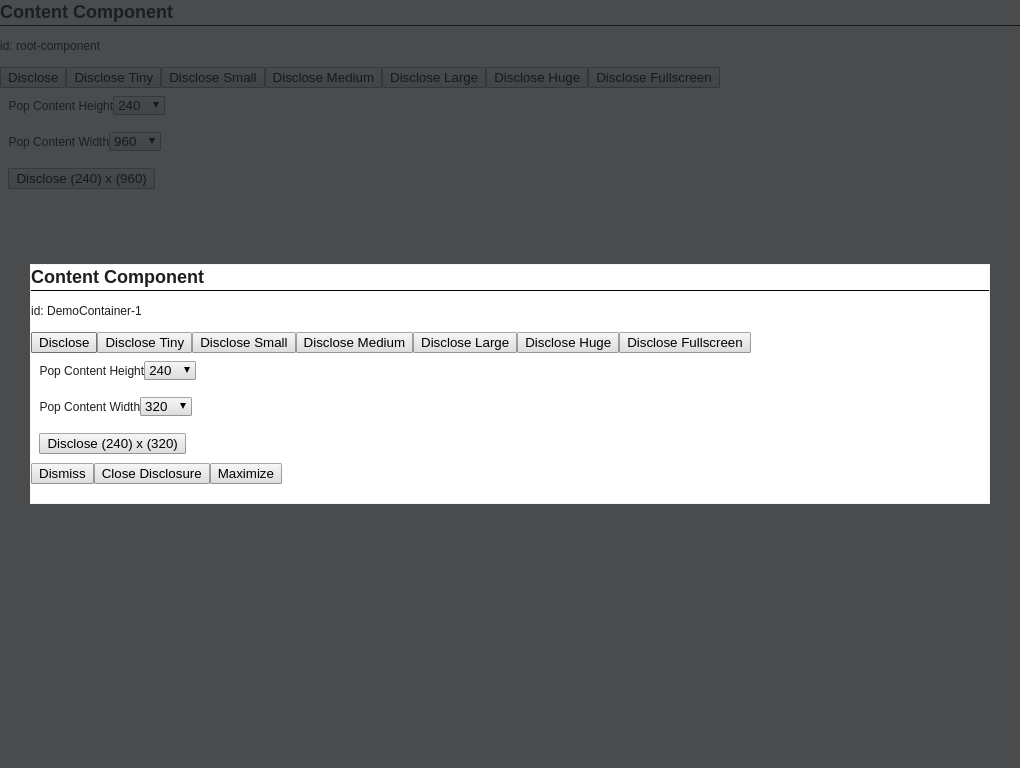 Content Component
id: root-component
Disclose Disclose Tiny Disclose Small Disclose Medium Disclose Large Disclose Huge Disclose Fullscreen
Pop Content Height 240
Pop Content Width 960
Disclose (240) x (960)
Content Component
id: DemoContainer-1
Disclose Disclose Tiny Disclose Small Disclose Medium Disclose Large Disclose Huge Disclose Fullscreen
Pop Content Height 240
Pop Content Width 320
Disclose (240) x (320)
Dismiss Close Disclosure Maximize